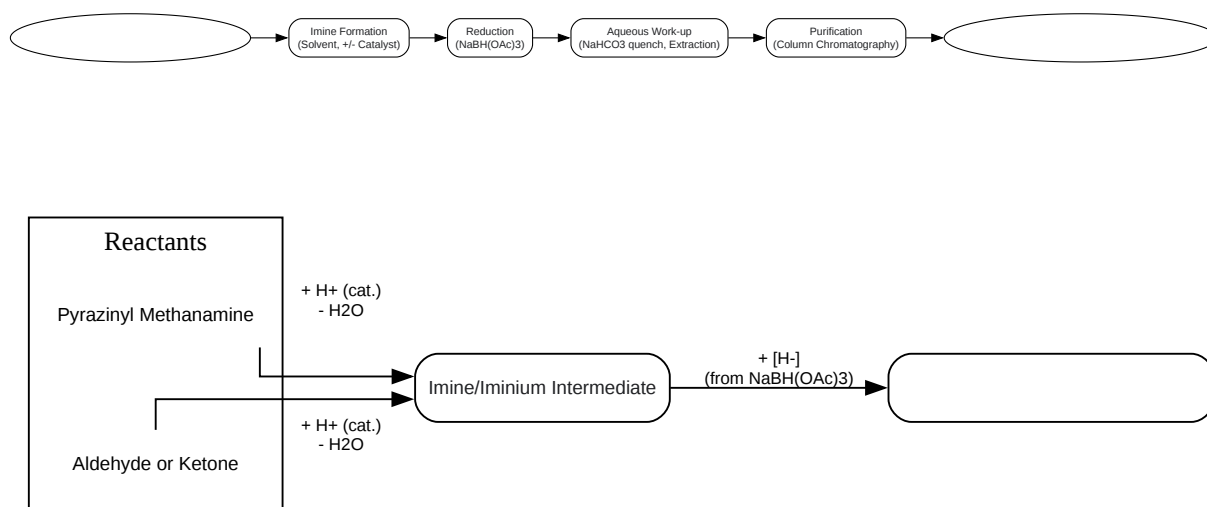 Imine Formation
(Solvent, +/- Catalyst)
Reduction
(NaBH(OAc)3)
Aqueous Work-up
(NaHCO3 quench, Extraction)
Purification
(Column Chromatography)
Reactants
Pyrazinyl Methanamine
+ H+ (cat.)
- H2O
Imine/Iminium Intermediate
+ [H-]
(from NaBH(OAc)3)
+ H+ (cat.)
- H2O
Aldehyde or Ketone